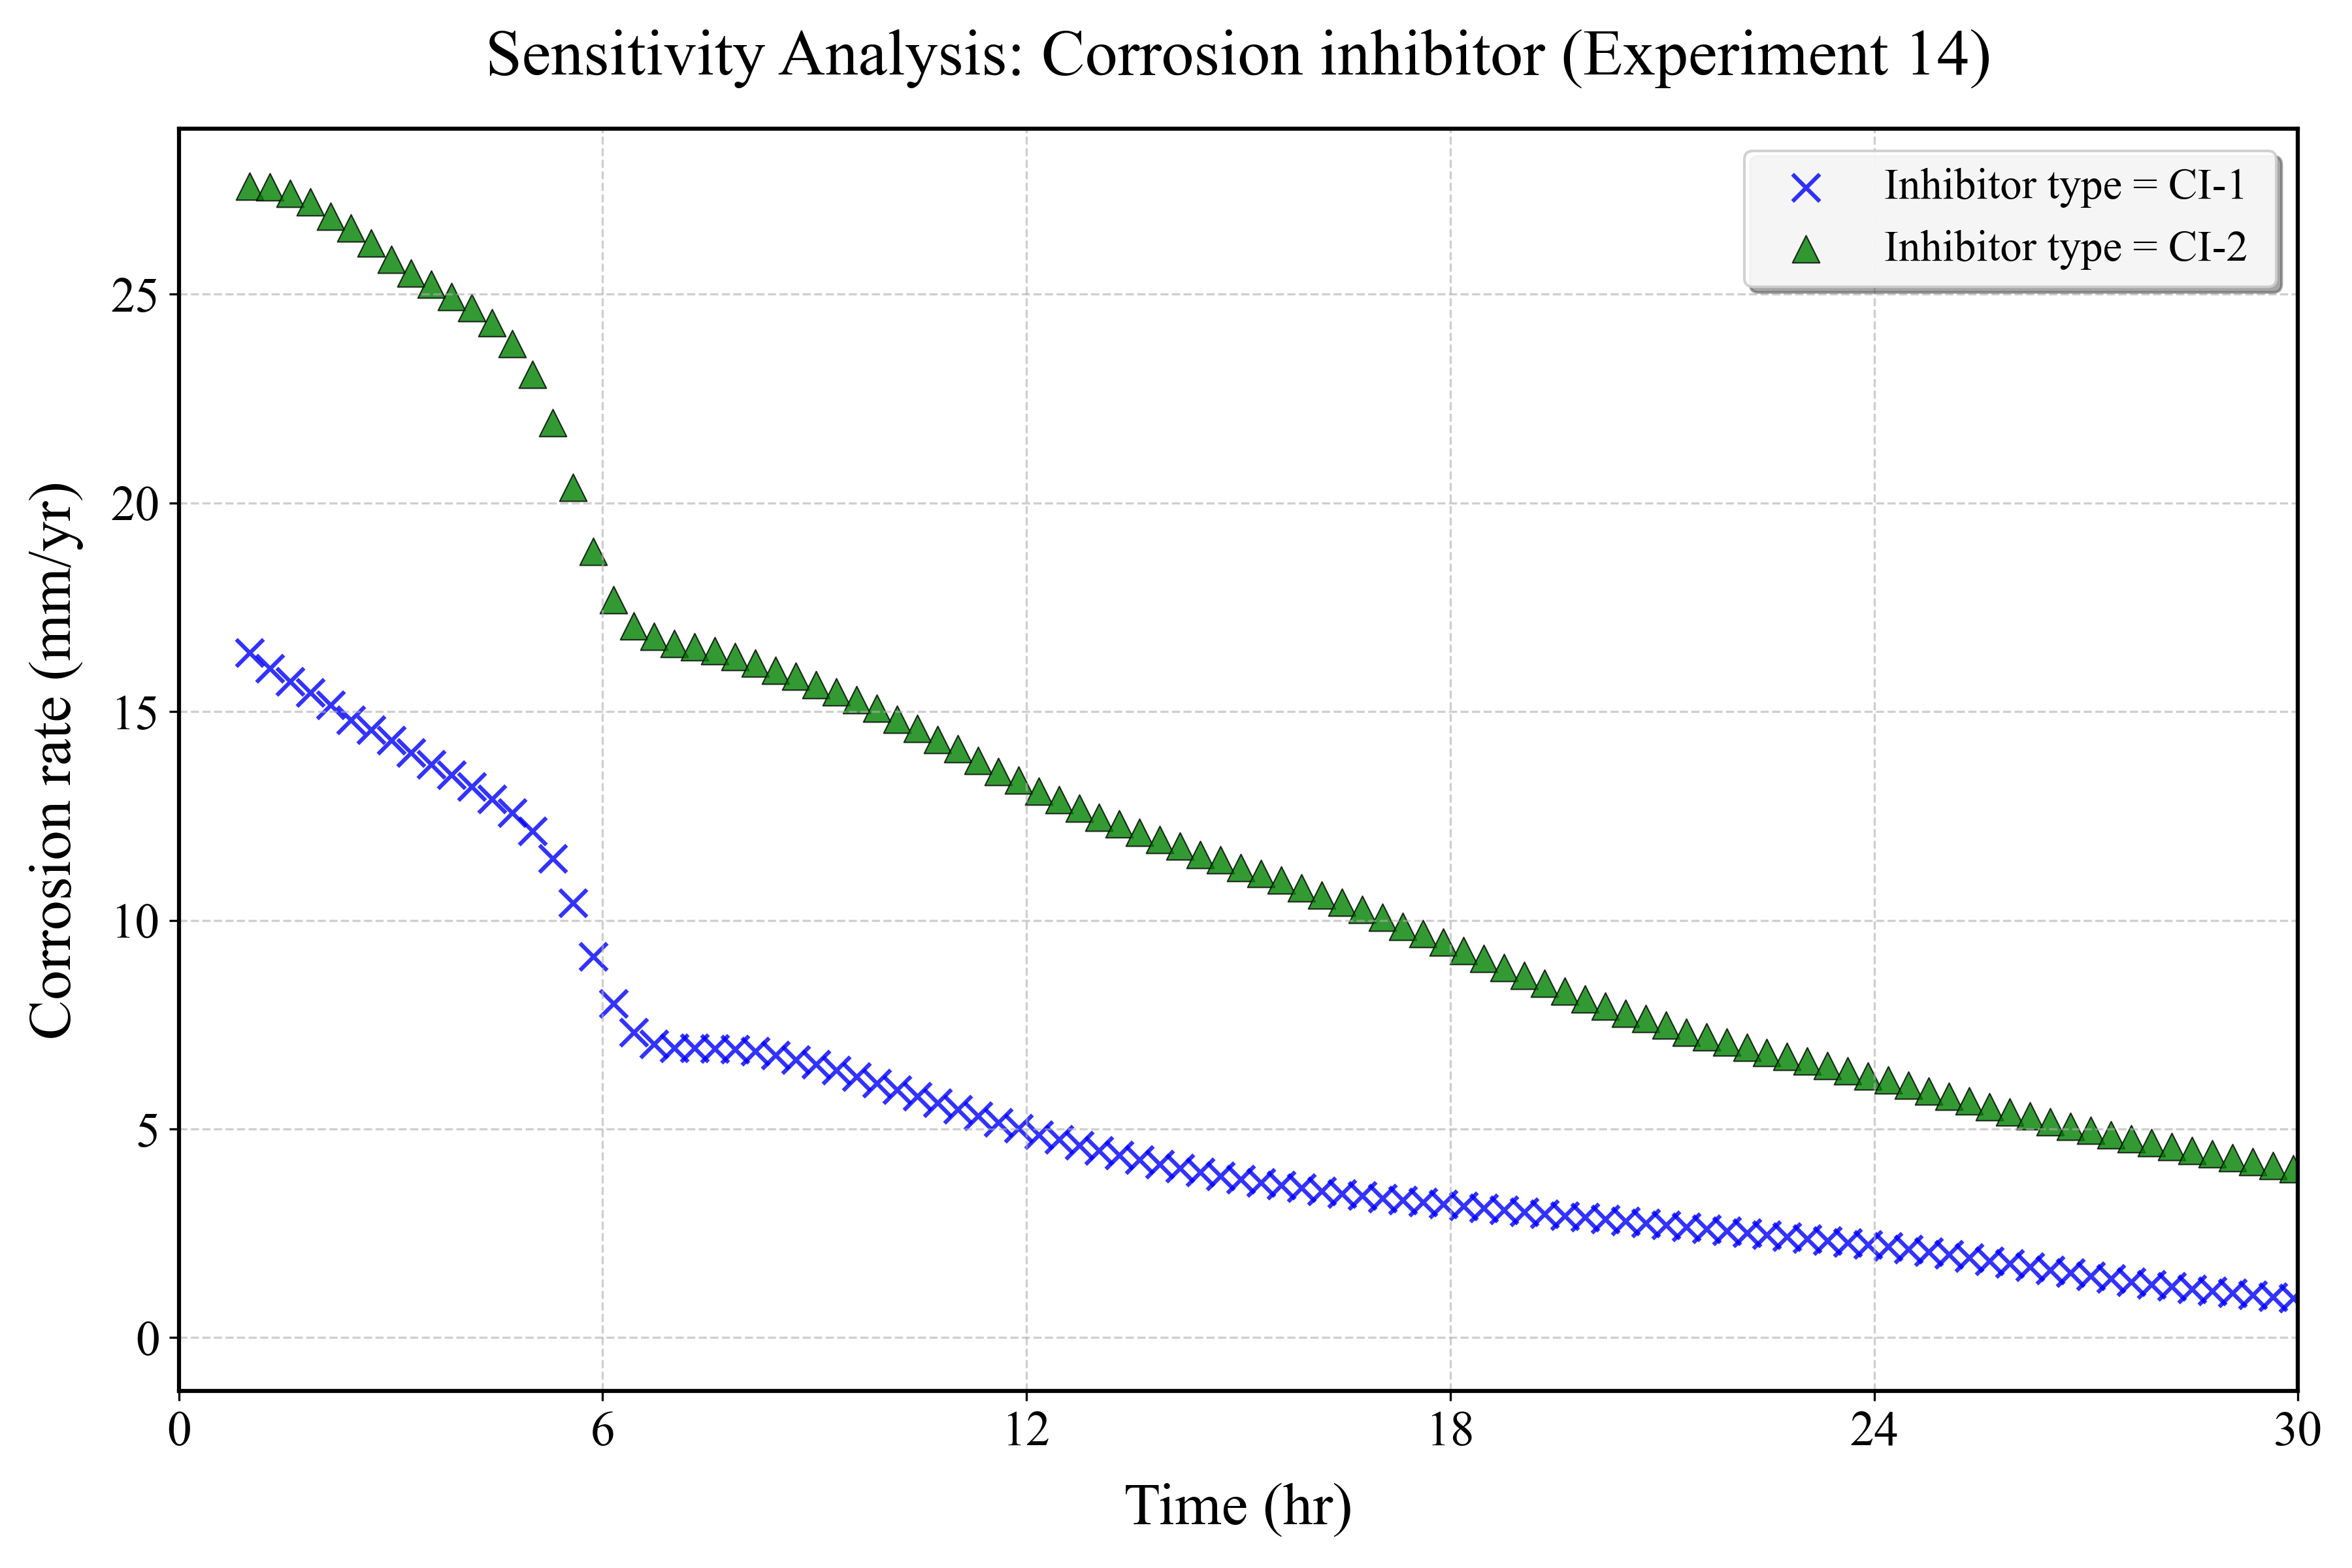 Sensitivity Analysis: Corrosion inhibitor (Experiment 14)
Inhibitor type = CI-1
Inhibitor type = CI-2
Corrosion rate (mm/yr)
25
20
15
10
5
0
0 6 12 18 24 30
Time (hr)